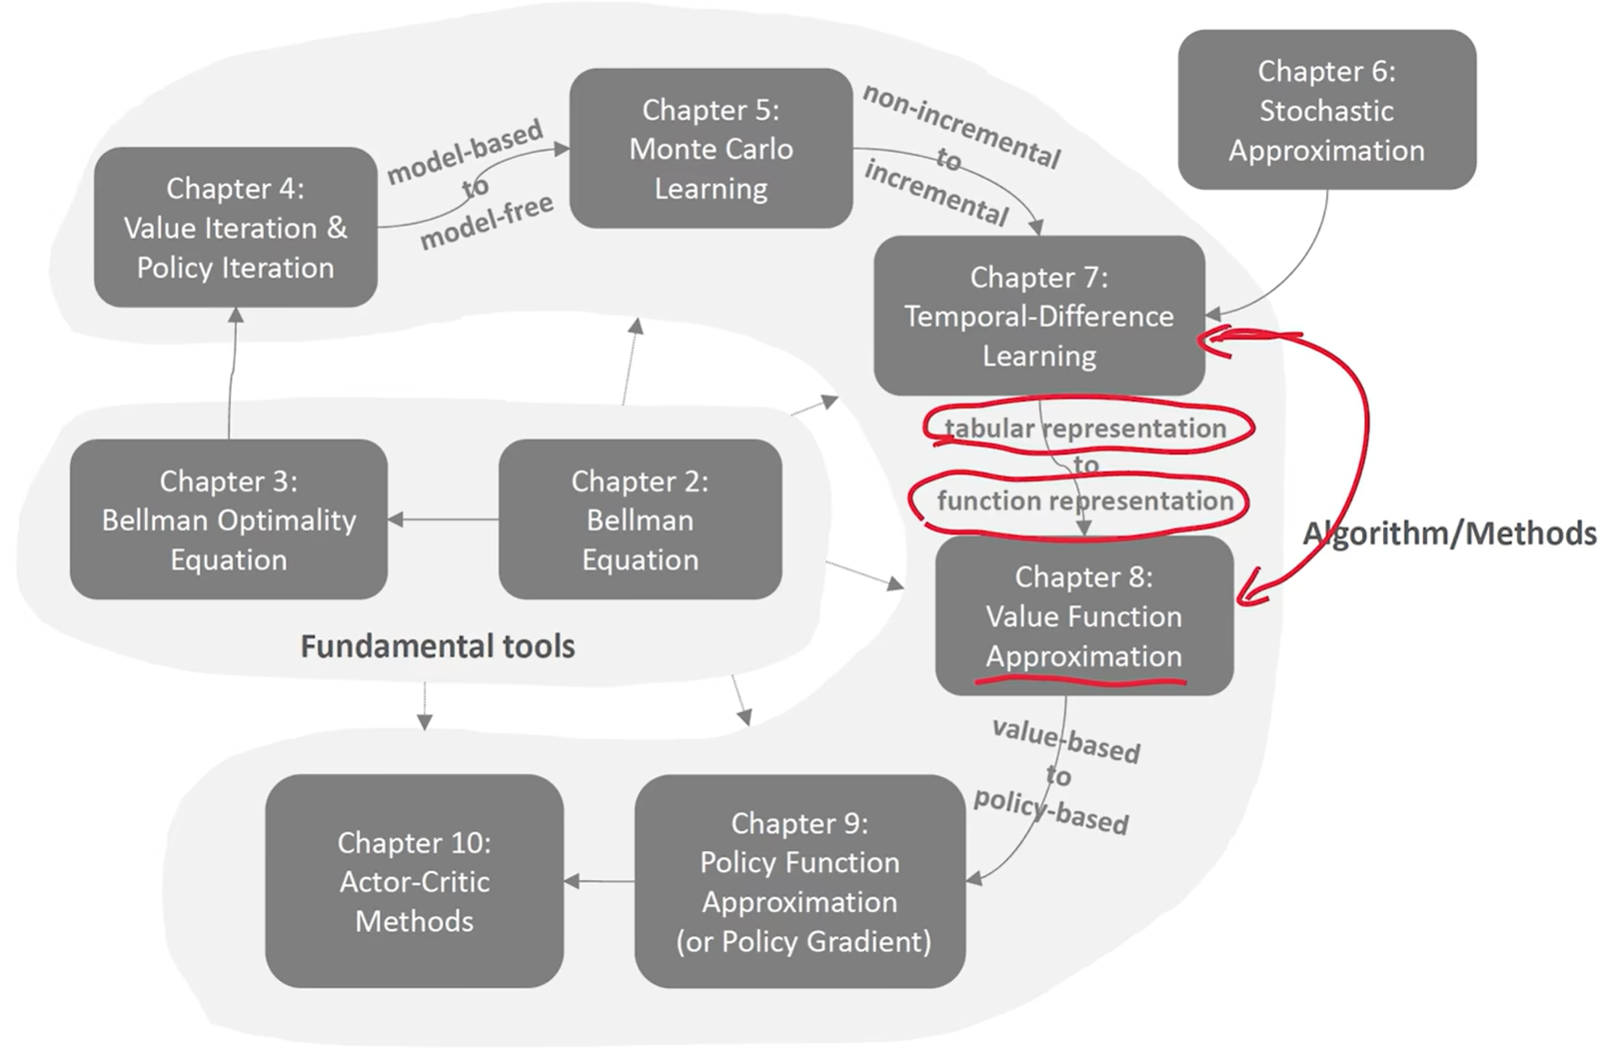 Chapter 6:
Stochastic
Approximation
Chapter 5:
Monte Carlo
Learning
non-incremental
to
incremental
model-based
to
model-free
Chapter 4:
Value Iteration &
Policy Iteration
Chapter 7:
Temporal-Difference
Learning
tabular representation
to
function representation
Chapter 3:
Bellman Optimality
Equation
Chapter 2:
Bellman
Equation
Algorithm/Methods
Chapter 8:
Value Function
Approximation
Fundamental tools
value-based
to
policy-based
Chapter 10:
Actor-Critic
Methods
Chapter 9:
Policy Function
Approximation
(or Policy Gradient)